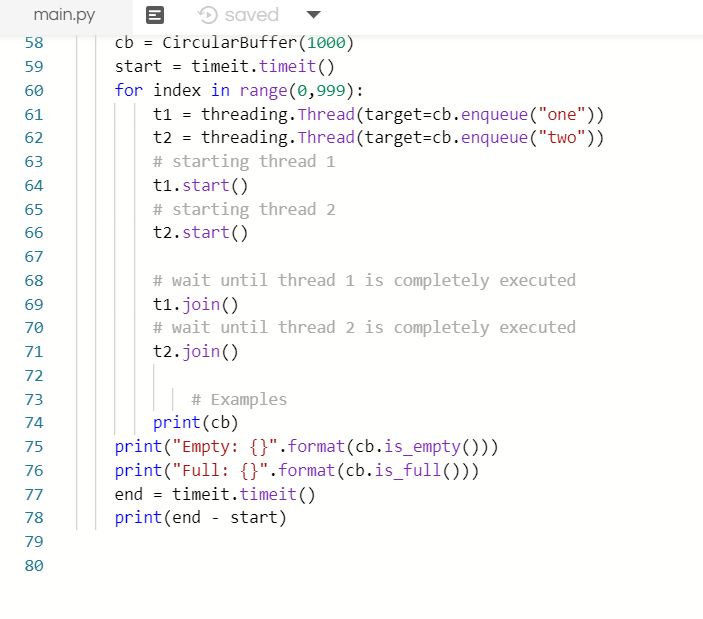 main.py saved
58 cb = CircularBuffer(1000)
59 start = timeit.timeit()
60 for index in range(0,999):
61 t1 = threading.Thread(target=cb.enqueue("one"))
62 t2 = threading.Thread(target=cb.enqueue("two"))
63 # starting thread 1
64 t1.start()
65 # starting thread 2
66 t2.start()
67
68 # wait until thread 1 is completely executed
69 t1.join()
70 # wait until thread 2 is completely executed
71 t2.join()
72
73 # Examples
74 print(cb)
75 print("Empty: {}".format(cb.is_empty()))
76 print("Full: {}".format(cb.is_full()))
77 end = timeit.timeit()
78 print(end - start)
79
80